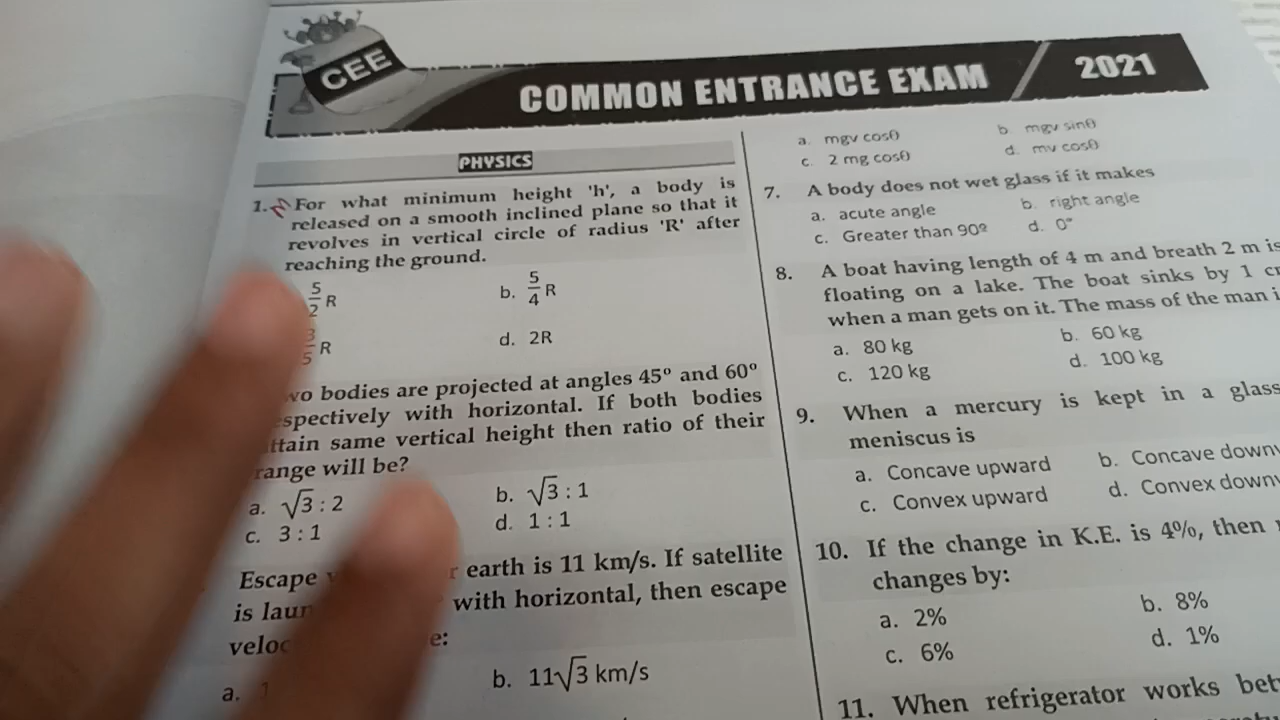 CEE
COMMON ENTRANCE EXAM / 2021
PHYSICS
1. For what minimum height 'h', a body is
released on a smooth inclined plane so that it
revolves in vertical circle of radius 'R' after
reaching the ground.
5/2 R b. 5/4 R
/5 R d. 2R
bodies are projected at angles 45° and 60°
with horizontal. If both bodies
same vertical height then ratio of their
range will be?
a. √3 : 2 b. √3 : 1
c. 3 : 1 d. 1 : 1
Escape earth is 11 km/s. If satellite
is with horizontal, then escape
e:
a. 1 b. 11√3 km/s
a. mgv cosθ b. mgv sinθ
c. 2 mg cosθ d. mv cosθ
7. A body does not wet glass if it makes
a. acute angle b. right angle
c. Greater than 90º d. 0°
8. A boat having length of 4 m and breath 2 m is
floating on a lake. The boat sinks by 1
when a man gets on it. The mass of the man
a. 80 kg b. 60 kg
c. 120 kg d. 100 kg
9. When a mercury is kept in a glass
meniscus is
a. Concave upward b. Concave
c. Convex upward d. Convex
10. If the change in K.E. is 4%, then
changes by:
a. 2% b. 8%
c. 6% d. 1%
11. When refrigerator works